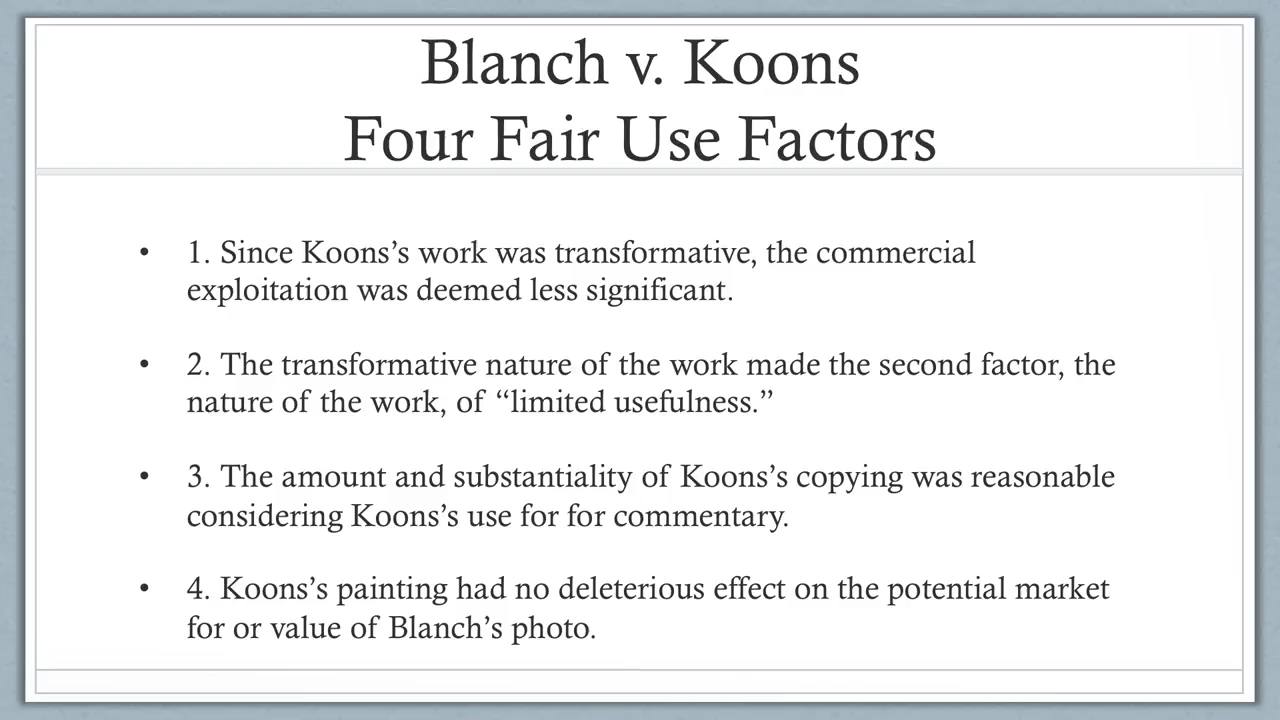 Blanch v. Koons
Four Fair Use Factors
• 1. Since Koons’s work was transformative, the commercial
exploitation was deemed less significant.
• 2. The transformative nature of the work made the second factor, the
nature of the work, of “limited usefulness.”
• 3. The amount and substantiality of Koons’s copying was reasonable
considering Koons’s use for for commentary.
• 4. Koons’s painting had no deleterious effect on the potential market
for or value of Blanch’s photo.